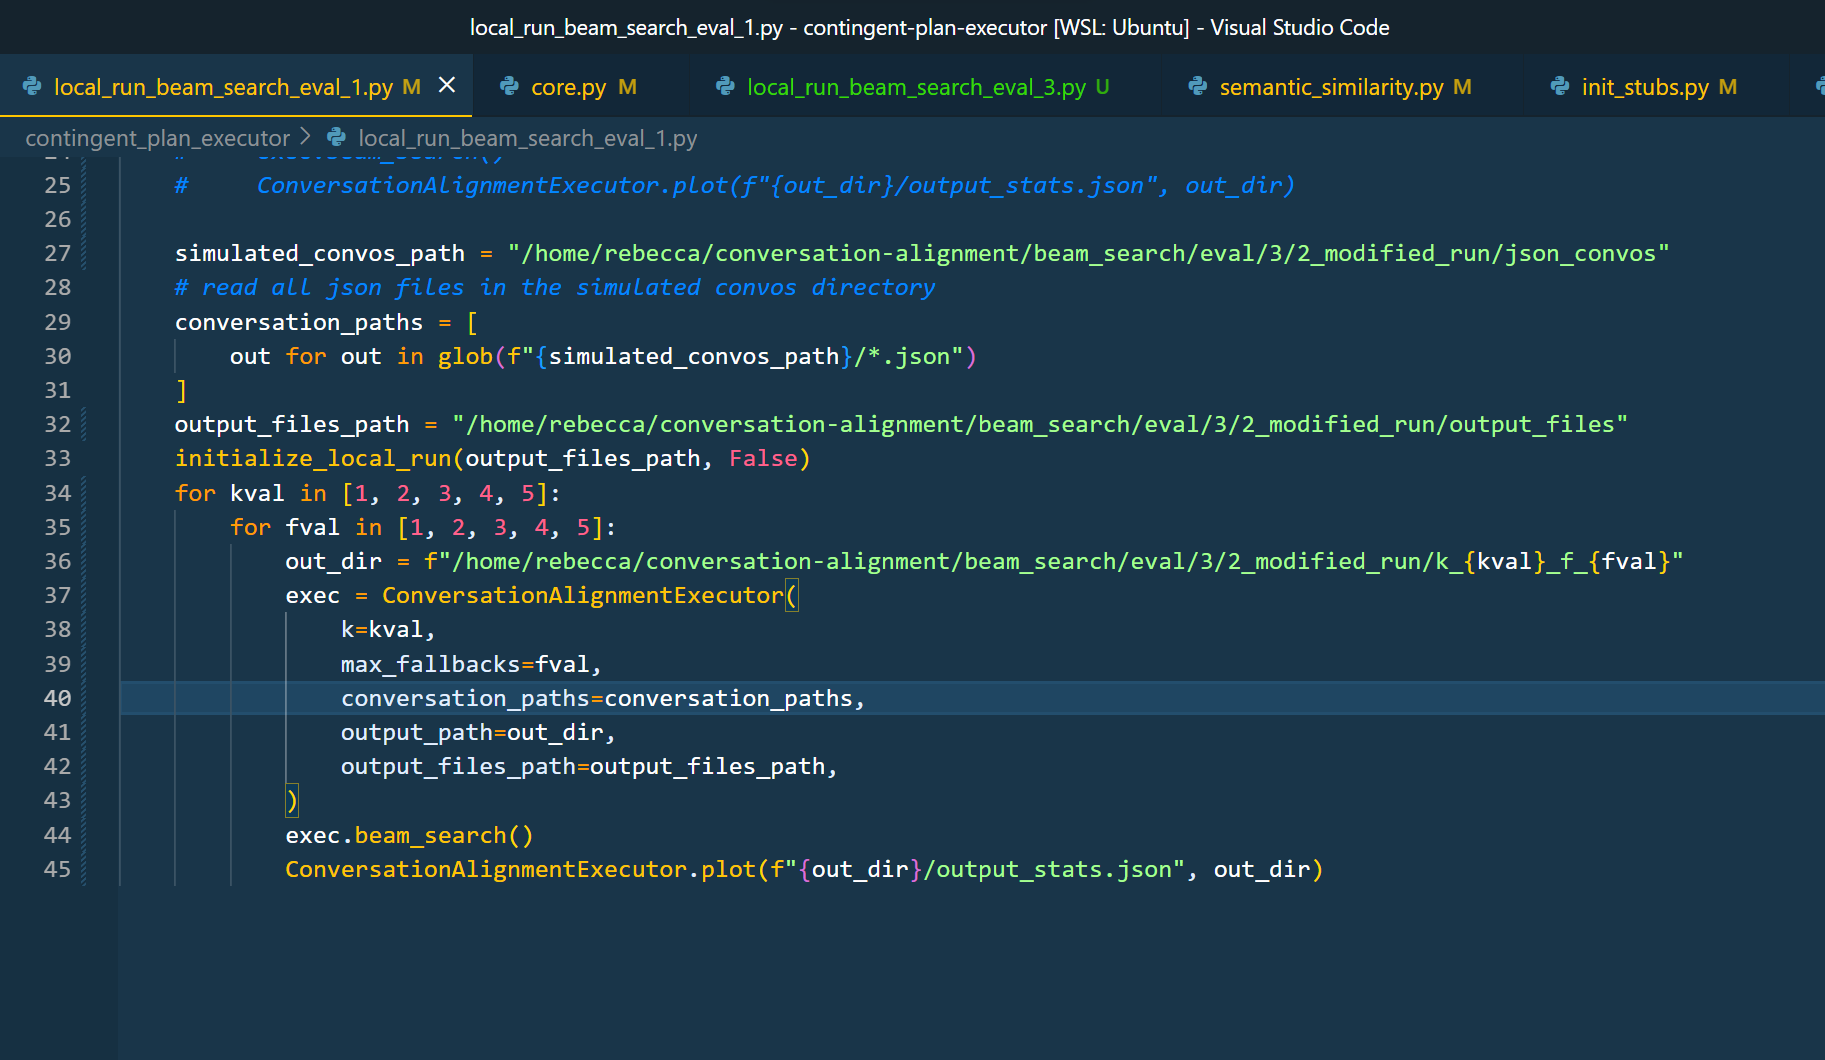 local_run_beam_search_eval_1.py - contingent-plan-executor [WSL: Ubuntu] - Visual Studio Code
local_run_beam_search_eval_1.py M × core.py M local_run_beam_search_eval_3.py U semantic_similarity.py M init_stubs.py M
contingent_plan_executor > local_run_beam_search_eval_1.py
25 #     ConversationAlignmentExecutor.plot(f"{out_dir}/output_stats.json", out_dir)
26
27 simulated_convos_path = "/home/rebecca/conversation-alignment/beam_search/eval/3/2_modified_run/json_convos"
28 # read all json files in the simulated convos directory
29 conversation_paths = [
30     out for out in glob(f"{simulated_convos_path}/*.json")
31 ]
32 output_files_path = "/home/rebecca/conversation-alignment/beam_search/eval/3/2_modified_run/output_files"
33 initialize_local_run(output_files_path, False)
34 for kval in [1, 2, 3, 4, 5]:
35     for fval in [1, 2, 3, 4, 5]:
36         out_dir = f"/home/rebecca/conversation-alignment/beam_search/eval/3/2_modified_run/k_{kval}_f_{fval}"
37         exec = ConversationAlignmentExecutor(
38             k=kval,
39             max_fallbacks=fval,
40             conversation_paths=conversation_paths,
41             output_path=out_dir,
42             output_files_path=output_files_path,
43         )
44         exec.beam_search()
45         ConversationAlignmentExecutor.plot(f"{out_dir}/output_stats.json", out_dir)